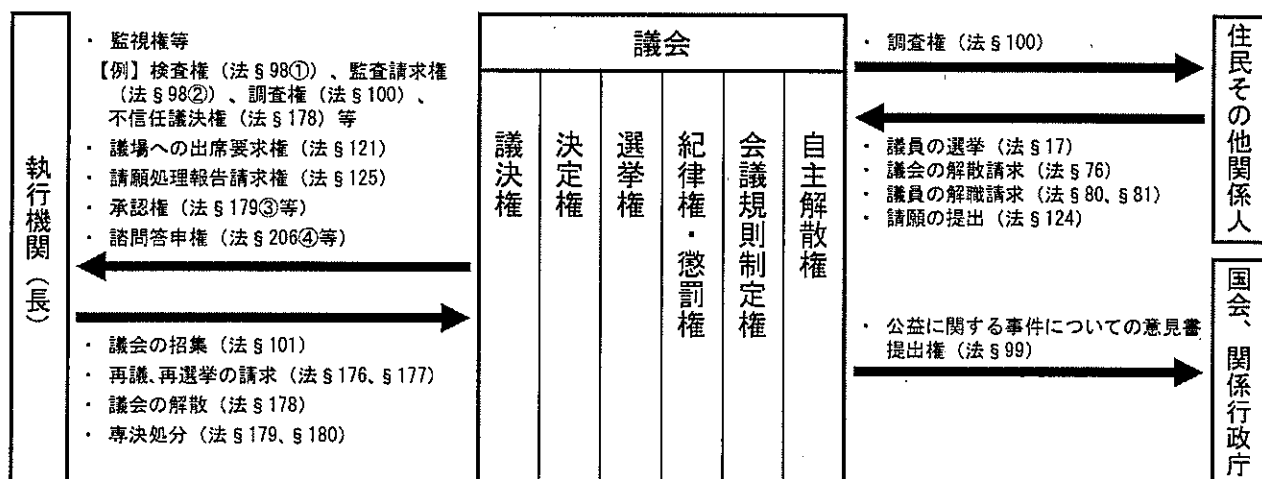 執行機関（長）
・ 監視権等
【例】検査権（法§98①）、監査請求権
（法§98②）、調査権（法§100）、
不信任議決権（法§178）等
・ 議場への出席要求権（法§121）
・ 請願処理報告請求権（法§125）
・ 承認権（法§179③等）
・ 諮問答申権（法§206④等）
・ 議会の招集（法§101）
・ 再議、再選挙の請求（法§176、§177）
・ 議会の解散（法§178）
・ 専決処分（法§179、§180）
議会
議決権
決定権
選挙権
紀律権・懲罰権
会議規則制定権
自主解散権
・ 調査権（法§100）
・ 議員の選挙（法§17）
・ 議会の解散請求（法§76）
・ 議員の解職請求（法§80、§81）
・ 請願の提出（法§124）
・ 公益に関する事件についての意見書
提出権（法§99）
住民その他関係人
国会、関係行政庁